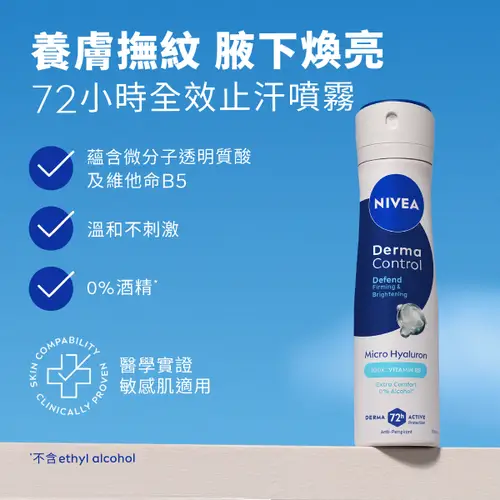 養膚撫紋 腋下煥亮
72小時全效止汗噴霧
蘊含微分子透明質酸
及維他命B5
溫和不刺激
0%酒精*
SKIN COMPABILITY
CLINICALLY PROVEN
醫學實證
敏感肌適用
*不含ethyl alcohol
NIVEA
Derma
Control
Defend
Firming &
Brightening
Micro Hyaluron
VITAMIN B5
Extra Comfort
0% Alcohol*
DERMA 72h ACTIVE
Protection
Anti-Perspirant